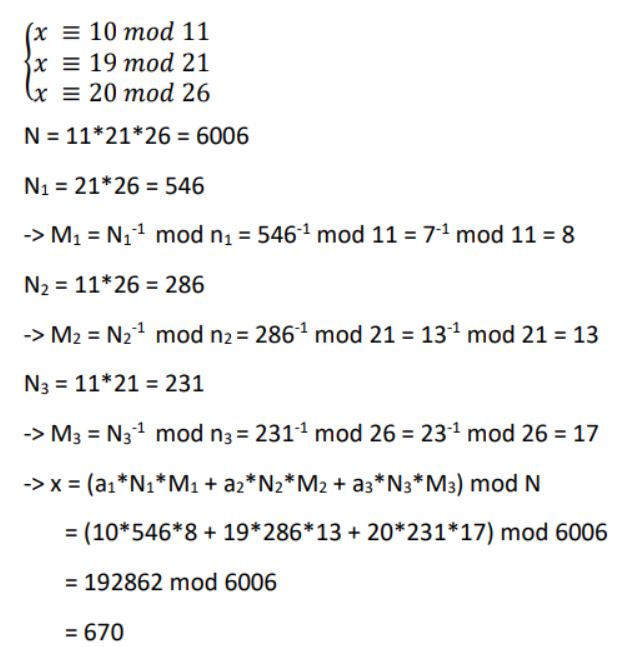 {x ≡ 10 mod 11
x ≡ 19 mod 21
x ≡ 20 mod 26
N = 11*21*26 = 6006
N₁ = 21*26 = 546
-> M₁ = N₁⁻¹ mod n₁ = 546⁻¹ mod 11 = 7⁻¹ mod 11 = 8
N₂ = 11*26 = 286
-> M₂ = N₂⁻¹ mod n₂ = 286⁻¹ mod 21 = 13⁻¹ mod 21 = 13
N₃ = 11*21 = 231
-> M₃ = N₃⁻¹ mod n₃ = 231⁻¹ mod 26 = 23⁻¹ mod 26 = 17
-> x = (a₁*N₁*M₁ + a₂*N₂*M₂ + a₃*N₃*M₃) mod N
= (10*546*8 + 19*286*13 + 20*231*17) mod 6006
= 192862 mod 6006
= 670